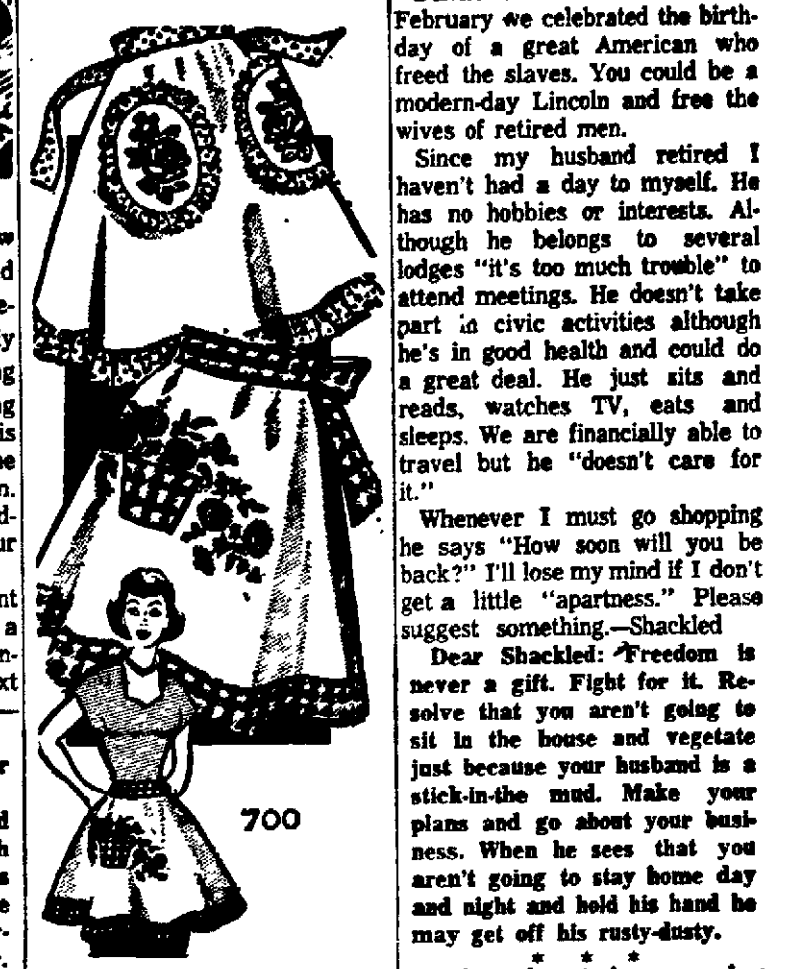 w
d
e-
y
g
ng
is
ne
n.
d-
ur
nt
a
n-
xt
r
d
h
s
e
r-
r.
700
February we celebrated the birth-
day of a great American who
freed the slaves. You could be a
modern-day Lincoln and free the
wives of retired men.
Since my husband retired I
haven't had a day to myself. He
has no hobbies or interests. Al-
though he belongs to several
lodges "it's too much trouble" to
attend meetings. He doesn't take
part in civic activities although
he's in good health and could do
a great deal. He just sits and
reads, watches TV, eats and
sleeps. We are financially able to
travel but he "doesn't care for
it."
Whenever I must go shopping
he says "How soon will you be
back?" I'll lose my mind if I don't
get a little "apartness." Please
suggest something.—Shackled
Dear Shackled: Freedom is
never a gift. Fight for it. Re-
solve that you aren't going to
sit in the house and vegetate
just because your husband is a
stick-in-the mud. Make your
plans and go about your busi-
ness. When he sees that you
aren't going to stay home day
and night and hold his hand he
may get off his rusty-dusty.
* * *